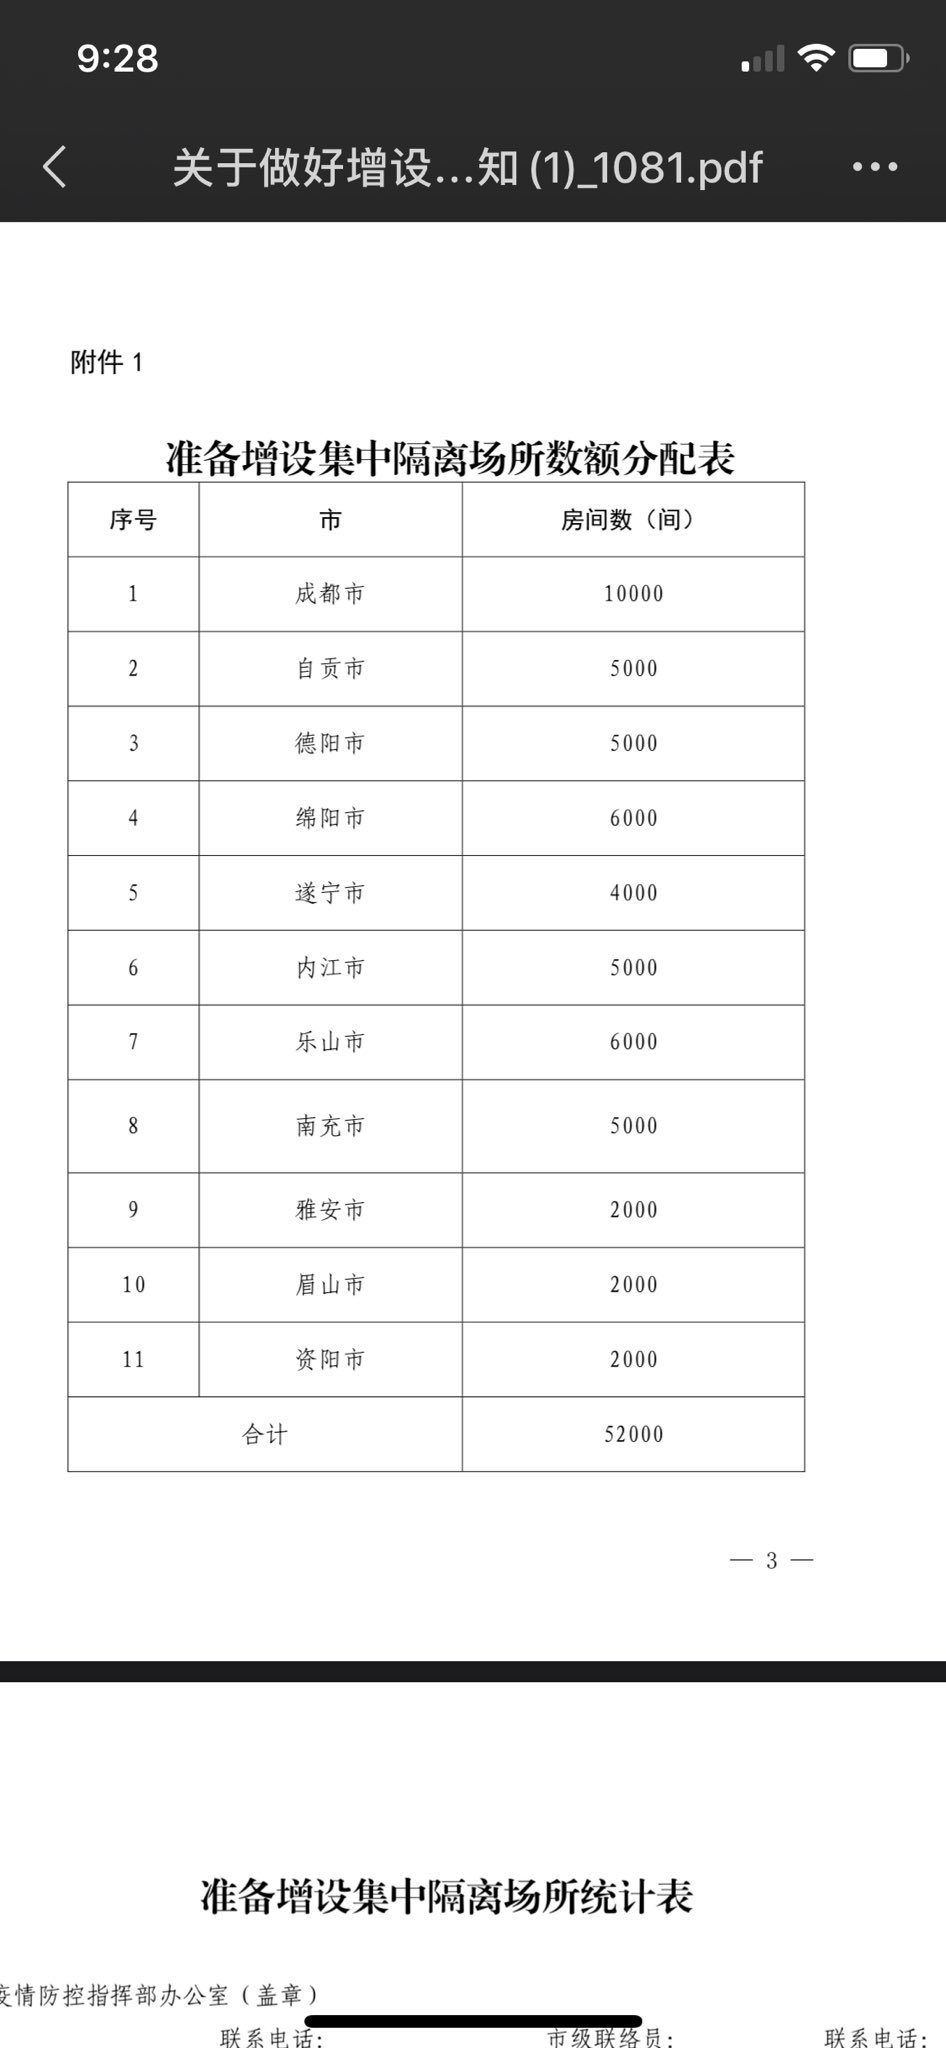 9:28
关于做好增设...知 (1)_1081.pdf
附件 1
准备增设集中隔离场所数额分配表
序号 市 房间数（间）
1 成都市 10000
2 自贡市 5000
3 德阳市 5000
4 绵阳市 6000
5 遂宁市 4000
6 内江市 5000
7 乐山市 6000
8 南充市 5000
9 雅安市 2000
10 眉山市 2000
11 资阳市 2000
合计 52000
— 3 —
准备增设集中隔离场所统计表
疫情防控指挥部办公室（盖章）
联系电话： 市级联络员： 联系电话：